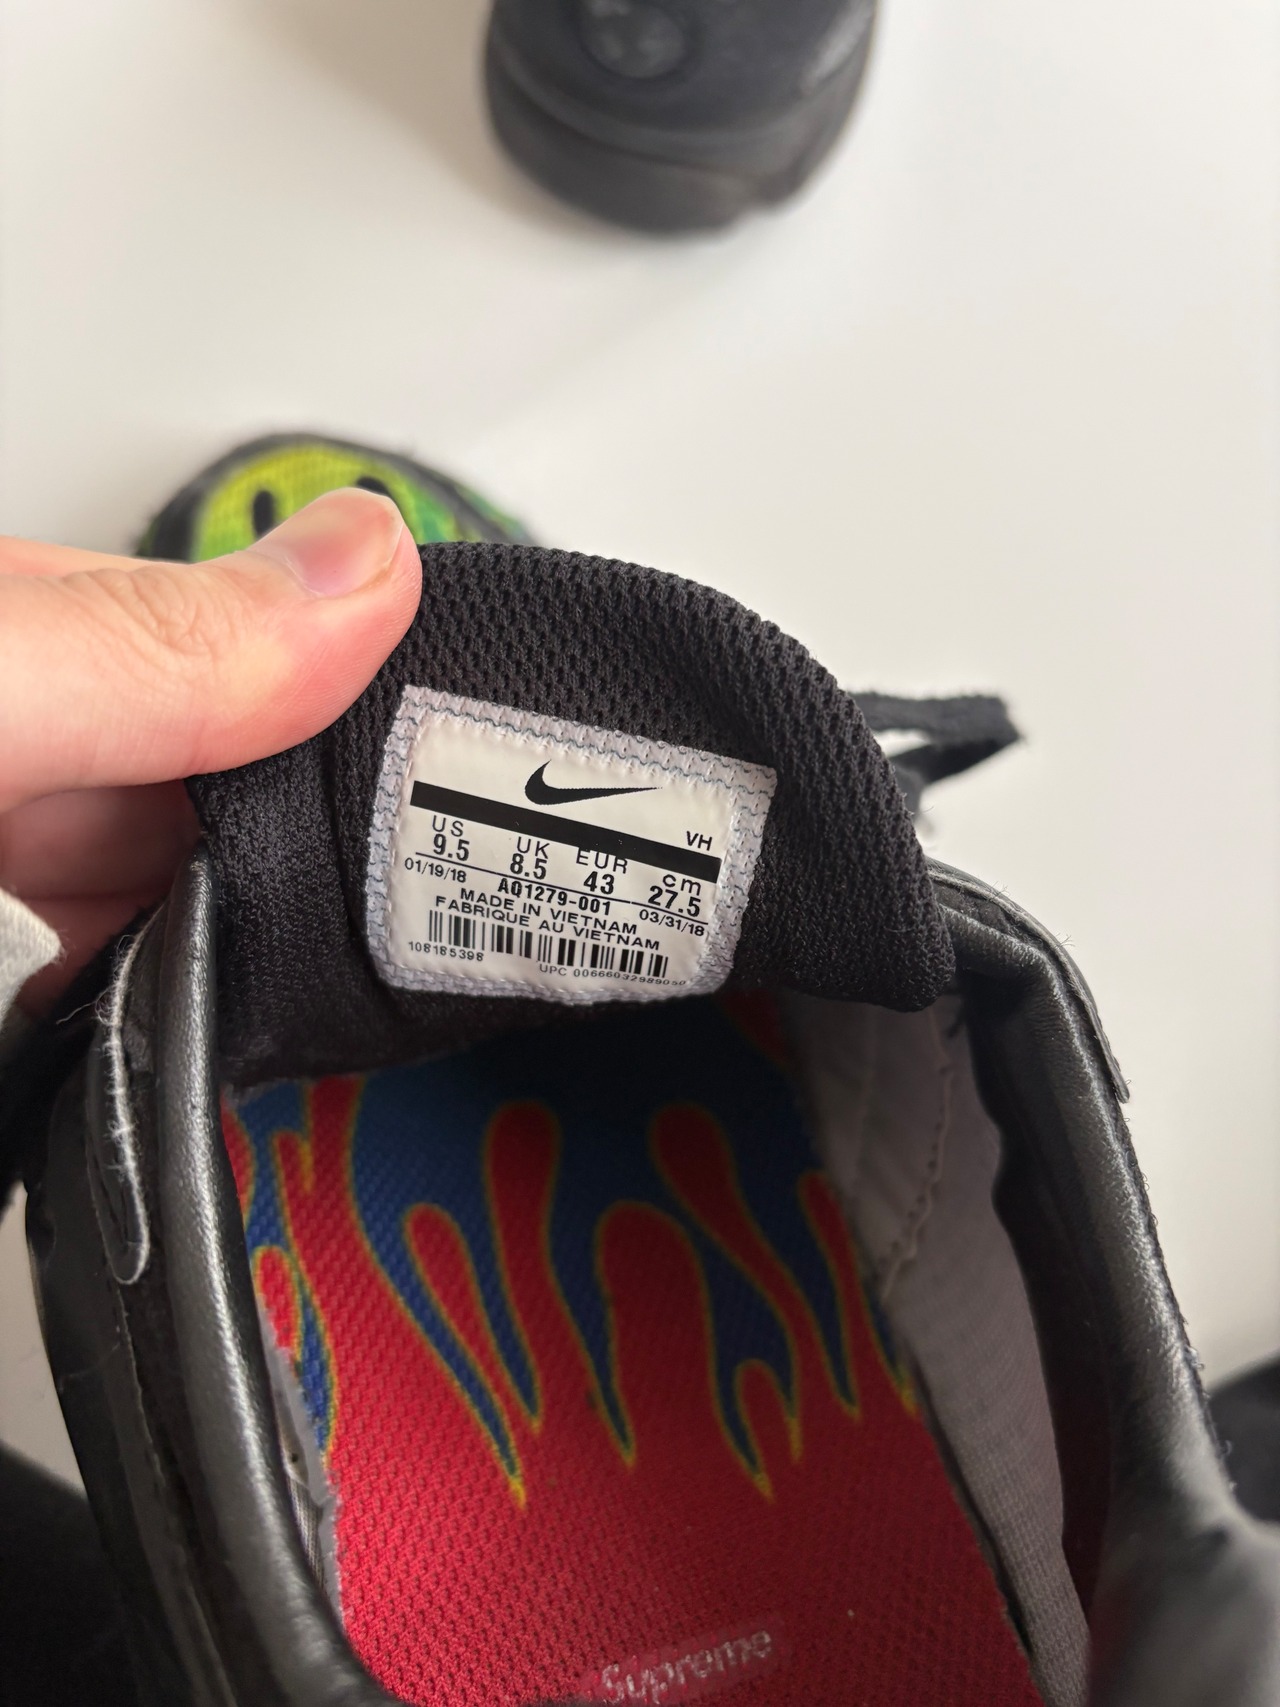 VH
US UK EUR cm
9.5 8.5 43 27.5
01/19/18 AQ1279-001 03/31/18
MADE IN VIETNAM
FABRIQUE AU VIETNAM
108185398
UPC 00666032989050
Supreme